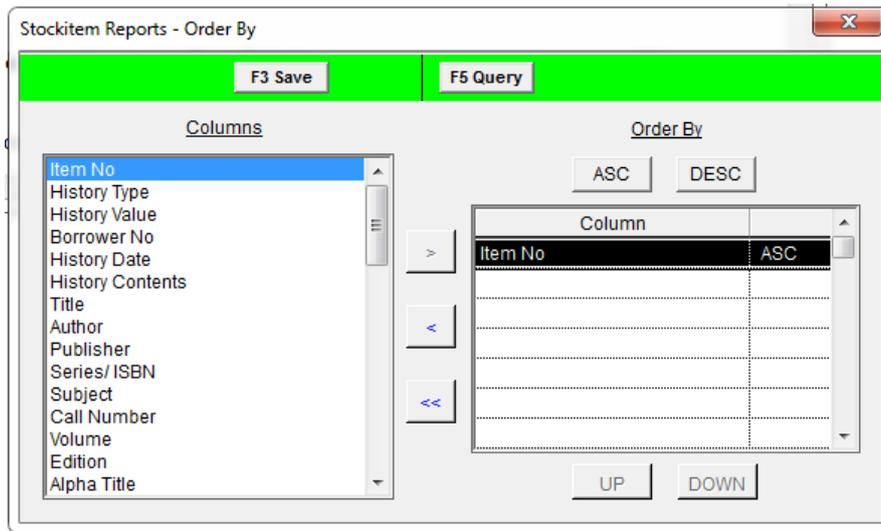 Stockitem Reports - Order By
F3 Save
F5 Query
Columns
Item No
History Type
History Value
Borrower No
History Date
History Contents
Title
Author
Publisher
Series/ ISBN
Subject
Call Number
Volume
Edition
Alpha Title
>
<
<<
Order By
ASC DESC
Column
Item No ASC
UP DOWN